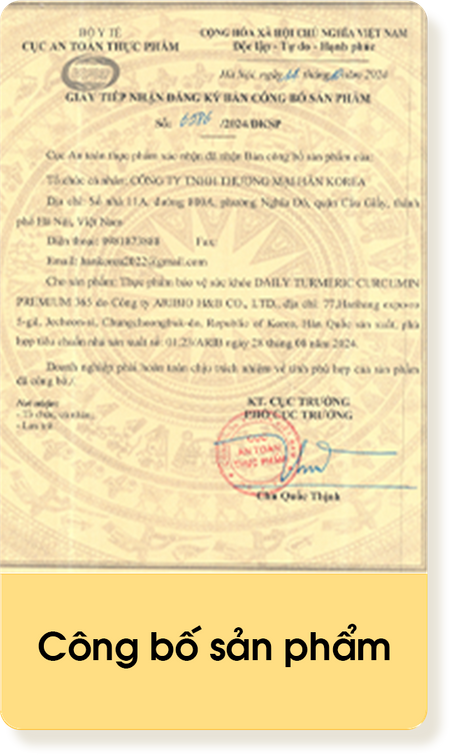 BỘ Y TẾ
CỤC AN TOÀN THỰC PHẨM
CỘNG HÒA XÃ HỘI CHỦ NGHĨA VIỆT NAM
Độc lập - Tự do - Hạnh phúc
Hà Nội, ngày tháng năm 2024
GIẤY TIẾP NHẬN ĐĂNG KÝ BẢN CÔNG BỐ SẢN PHẨM
Số: /2024/ĐKSP
Cục An toàn thực phẩm xác nhận đã nhận Bản công bố sản phẩm của:
Tổ chức cá nhân: CÔNG TY TNHH THƯƠNG MẠI HÀN KOREA
Địa chỉ: Số nhà 11A, đường 800A, phường Nghĩa Đô, quận Cầu Giấy, thành
phố Hà Nội, Việt Nam
Điện thoại: Fax:
Email: hankorea2022@gmail.com
Cho sản phẩm: Thực phẩm bảo vệ sức khỏe DAILY TURMERIC CURCUMIN
PREMIUM 365 do Công ty ARIBIO H&B CO., LTD., địa chỉ: 77,
5-gil, Jecheon-si, Chungcheongbuk-do, Republic of Korea, Hàn Quốc sản xuất, phù
hợp tiêu chuẩn nhà sản xuất số: 01:23/ARIB ngày 28 tháng 08 năm 2024.
Doanh nghiệp phải hoàn toàn chịu trách nhiệm về tính phù hợp của sản phẩm
đã công bố./.
Nơi nhận:
- Tổ chức, cá nhân;
- Lưu trữ.
KT. CỤC TRƯỞNG
PHÓ CỤC TRƯỞNG
CỤC
AN TOÀN
THỰC PHẨM
Chu Quốc Thịnh
Công bố sản phẩm